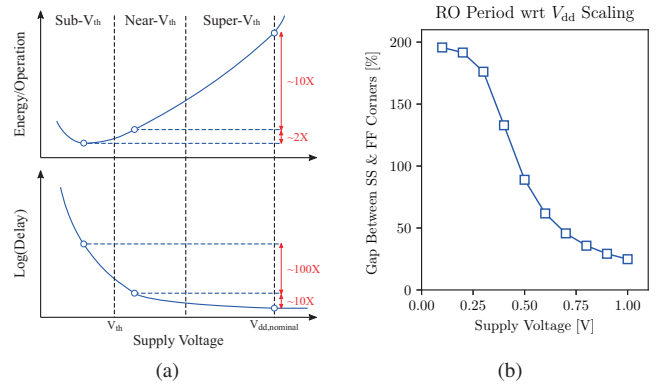 Sub-Vth
Near-Vth
Super-Vth
Energy/Operation
~10X
~2X
Log(Delay)
~100X
~10X
Vth
Vdd,nominal
Supply Voltage
(a)
RO Period wrt Vdd Scaling
Gap Between SS & FF Corners [%]
200
150
100
50
0
0.00 0.25 0.50 0.75 1.00
Supply Voltage [V]
(b)